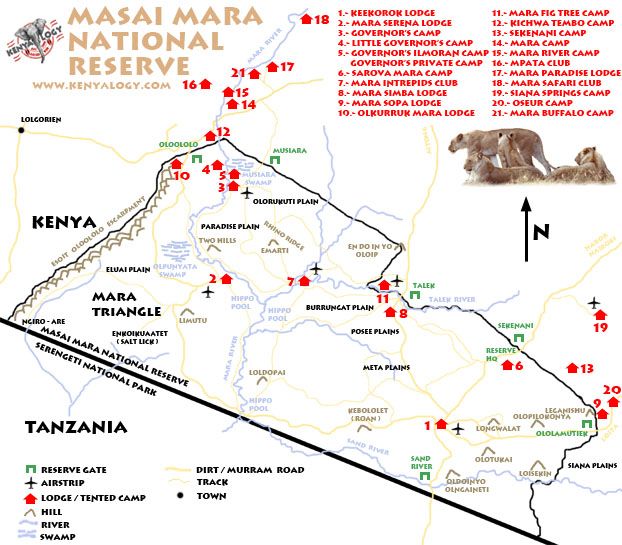 KENYALOGY
MASAI MARA
NATIONAL
RESERVE
WWW.KENYALOGY.COM
1.- KEEKOROK LODGE
2.- MARA SERENA LODGE
3.- GOVERNOR'S CAMP
4.- LITTLE GOVERNOR'S CAMP
5.- GOVERNOR'S ILMORAN CAMP
GOVERNOR'S PRIVATE CAMP
6.- SAROVA MARA CAMP
7.- MARA INTREPIDS CLUB
8.- MARA SIMBA LODGE
9.- MARA SOPA LODGE
10.- OLKURRUK MARA LODGE
11.- MARA FIG TREE CAMP
12.- KICHWA TEMBO CAMP
13.- SEKENANI CAMP
14.- MARA CAMP
15.- MARA RIVER CAMP
16.- MPATA CLUB
17.- MARA PARADISE LODGE
18.- MARA SAFARI CLUB
19.- SIANA SPRINGS CAMP
20.- OSEUR CAMP
21.- MARA BUFFALO CAMP
18
MARA RIVER
21
17
16
15
14
LOLGORIEN
12
OLOOLOLO
MUSIARA
TALEK
10
4
5
3
MUSIARA
SWAMP
OLORUKOTI PLAIN
KENYA
ESOIT OLOOLOLO ESCARPMENT
PARADISE PLAIN
TWO HILLS
RHINO RIDGE
EMARTI
EN DO IN YO
OLOIP
N
NAROK
NAIROBI
OLPUNYATA
SWAMP
ELUAI PLAIN
2
7
11
TALEK
MARA
TRIANGLE
HIPPO
POOL
HIPPO
POOL
BURRUNGAT PLAIN
8
TALEK RIVER
LIMUTU
NGIRO - ARE
ENKOIKUAATET
( SALT LICK )
POSEE PLAINS
SEKENANI
19
MASAI MARA NATIONAL RESERVE
SERENGETI NATIONAL PARK
MARA RIVER
RESERVE
HQ
6
13
META PLAINS
LOLDOPAI
HIPPO
POOL
20
9
LEGANISHU
OLOPILOKONYA
KEBOLOLET
( ROAN )
1
LONGWALAT
OLOLAMUTIEK
LOITA
TANZANIA
SAND RIVER
SAND
RIVER
OLOTUKAI
SIANA PLAINS
OLDOINYO
OLNGAINETI
LOISEKIN
RESERVE GATE
AIRSTRIP
LODGE / TENTED CAMP
HILL
RIVER
SWAMP
DIRT / MURRAM ROAD
TRACK
TOWN